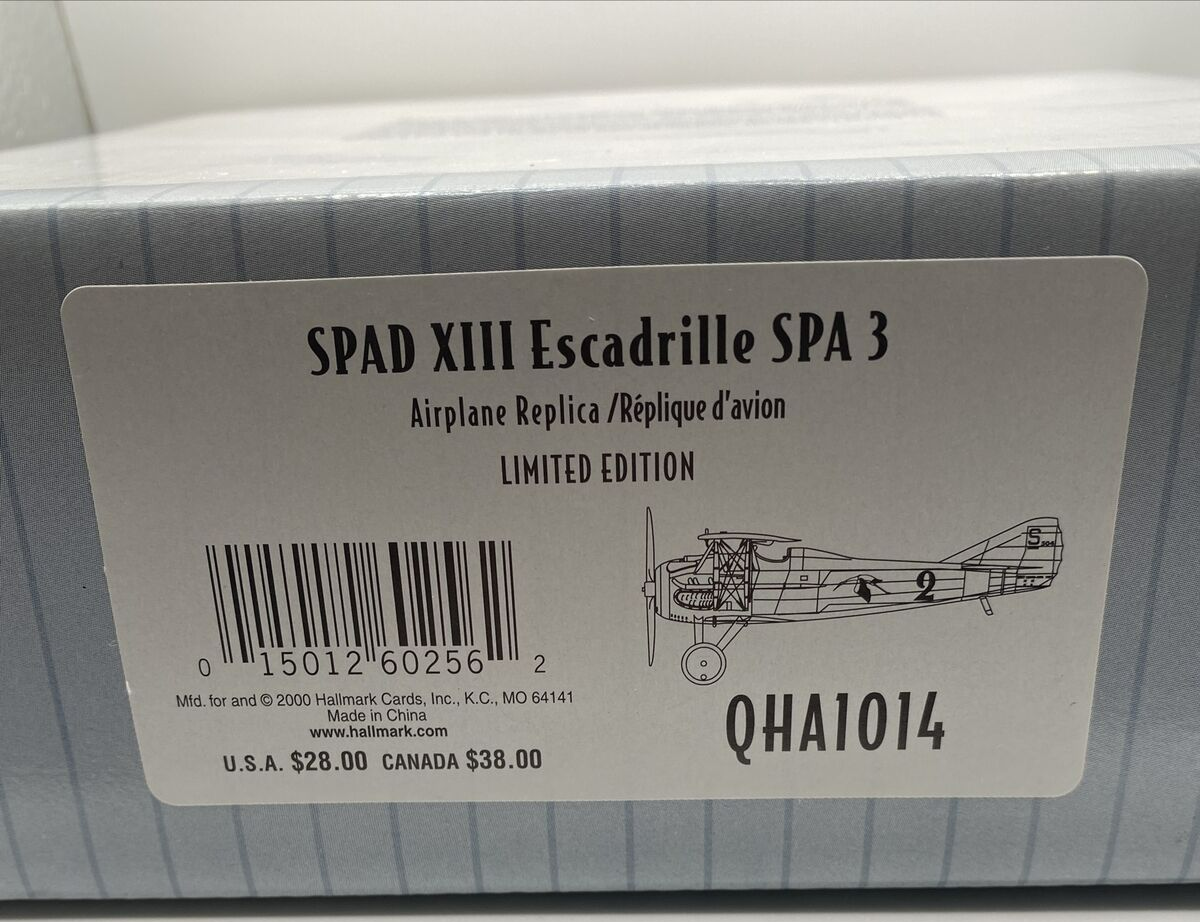 SPAD XIII Escadrille SPA 3
Airplane Replica /Réplique d'avion
LIMITED EDITION
S
2
0 15012 60256 2
Mfd. for and © 2000 Hallmark Cards, Inc., K.C., MO 64141
Made in China
www.hallmark.com
U.S.A. $28.00 CANADA $38.00
QHA1014